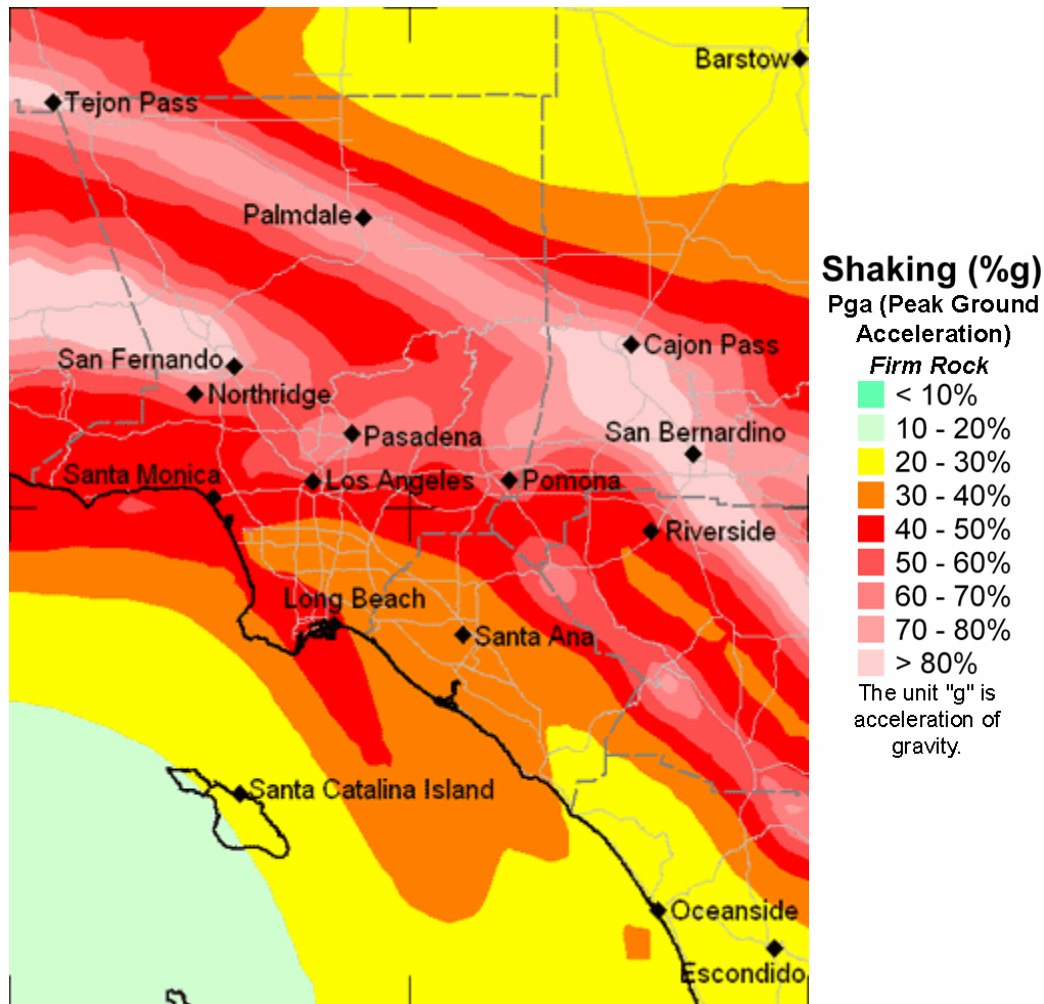 Barstow
Tejon Pass
Palmdale
Shaking (%g)
Pga (Peak Ground
Acceleration)
Firm Rock
< 10%
10 - 20%
20 - 30%
30 - 40%
40 - 50%
50 - 60%
60 - 70%
70 - 80%
> 80%
The unit "g" is
acceleration of
gravity.
Cajon Pass
San Fernando
Northridge
Pasadena
San Bernardino
Santa Monica
Los Angeles
Pomona
Riverside
Long Beach
Santa Ana
Santa Catalina Island
Oceanside
Escondido